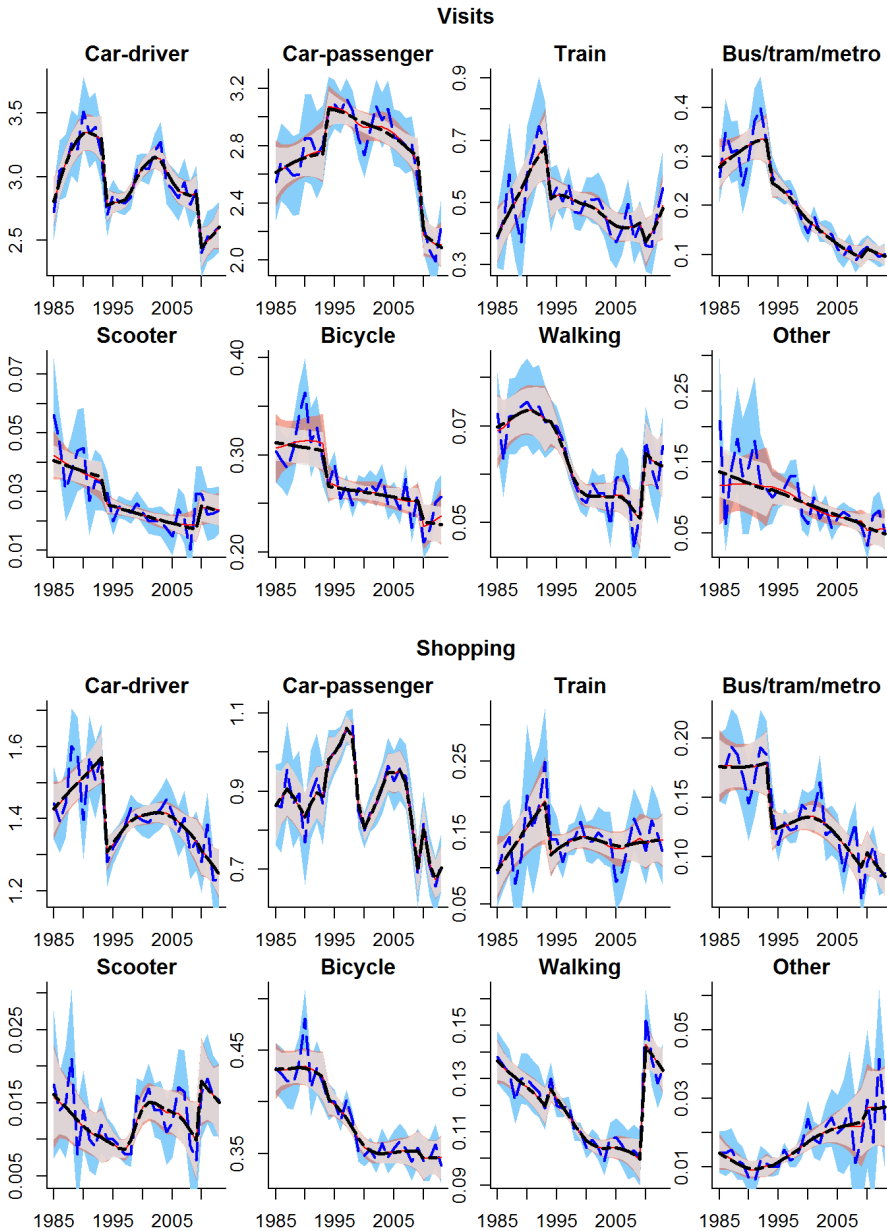 Visits
Car-driver Car-passenger Train Bus/tram/metro
2.5 3.0 3.5
2.0 2.4 2.8 3.2
0.3 0.5 0.7 0.9
0.1 0.2 0.3 0.4
1985 1995 2005 1985 1995 2005 1985 1995 2005 1985 1995 2005
Scooter Bicycle Walking Other
0.01 0.03 0.05 0.07
0.20 0.30 0.40
0.05 0.07
0.05 0.15 0.25
1985 1995 2005 1985 1995 2005 1985 1995 2005 1985 1995 2005
Shopping
Car-driver Car-passenger Train Bus/tram/metro
1.2 1.4 1.6
0.7 0.9 1.1
0.05 0.15 0.25
0.10 0.15 0.20
1985 1995 2005 1985 1995 2005 1985 1995 2005 1985 1995 2005
Scooter Bicycle Walking Other
0.005 0.015 0.025
0.35 0.45
0.09 0.11 0.13 0.15
0.01 0.03 0.05
1985 1995 2005 1985 1995 2005 1985 1995 2005 1985 1995 2005